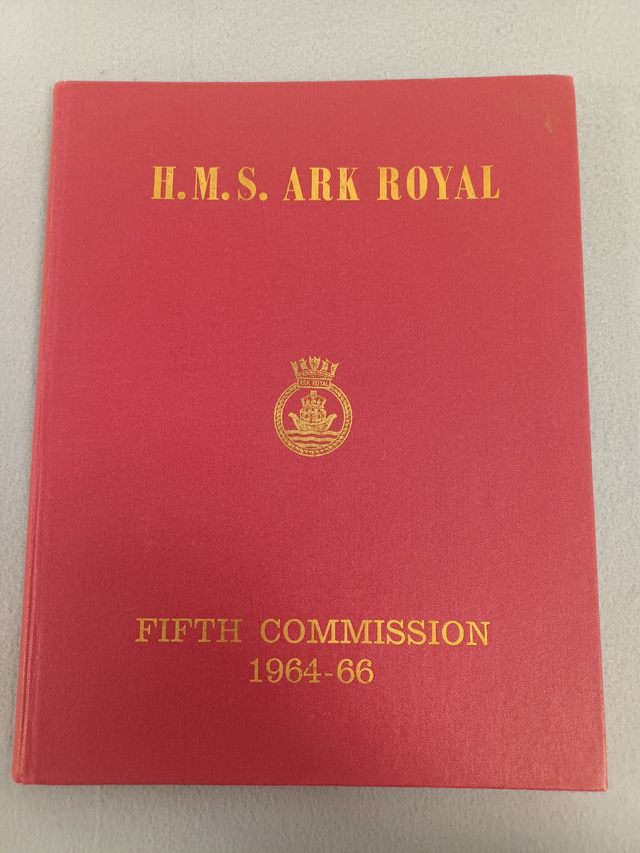 H.M.S. ARK ROYAL
ARK ROYAL
FIFTH COMMISSION
1964-66